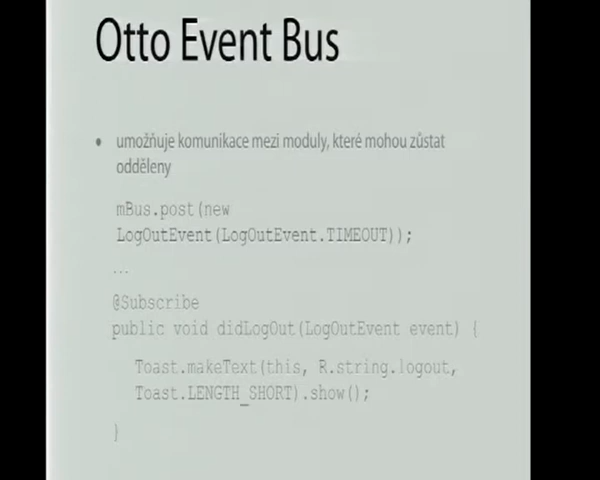 Otto Event Bus
• umožňuje komunikace mezi moduly, které mohou zůstat
odděleny
mBus.post(new
LogOutEvent(LogOutEvent.TIMEOUT));
...
@Subscribe
public void didLogOut(LogOutEvent event) {
Toast.makeText(this, R.string.logout,
Toast.LENGTH_SHORT).show();
}